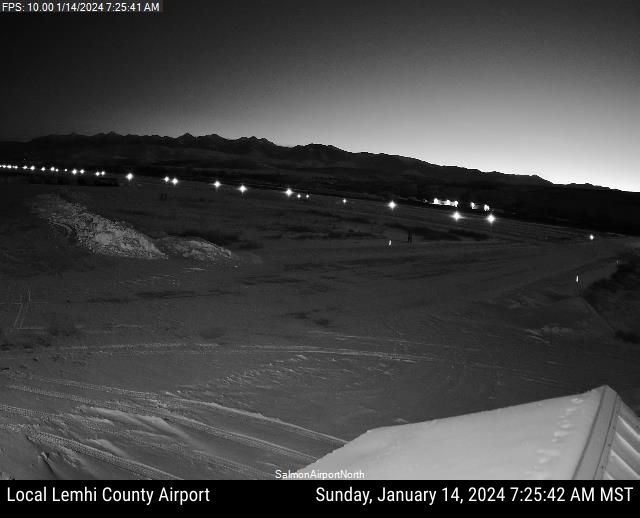 FPS: 10.00 1/14/2024 7:25:41 AM
SalmonAirportNorth
Local Lemhi County Airport Sunday, January 14, 2024 7:25:42 AM MST